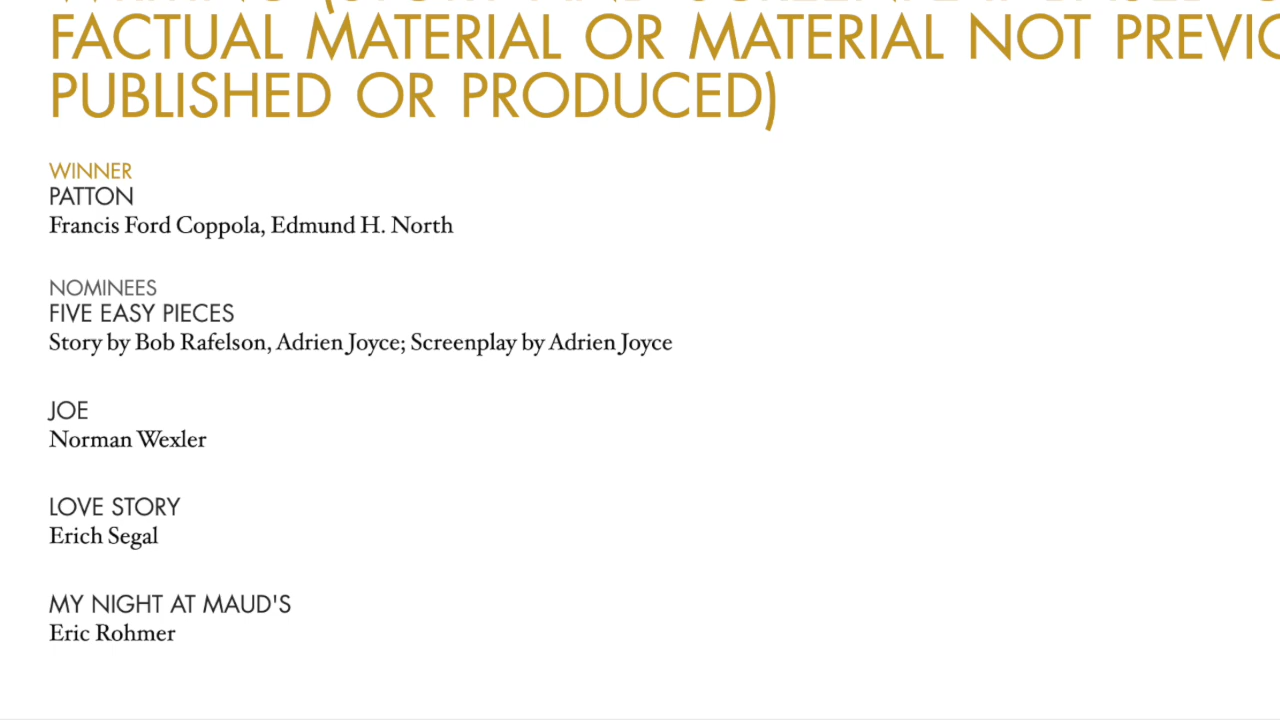 FACTUAL MATERIAL OR MATERIAL NOT
PUBLISHED OR PRODUCED)
WINNER
PATTON
Francis Ford Coppola, Edmund H. North
NOMINEES
FIVE EASY PIECES
Story by Bob Rafelson, Adrien Joyce; Screenplay by Adrien Joyce
JOE
Norman Wexler
LOVE STORY
Erich Segal
MY NIGHT AT MAUD'S
Eric Rohmer